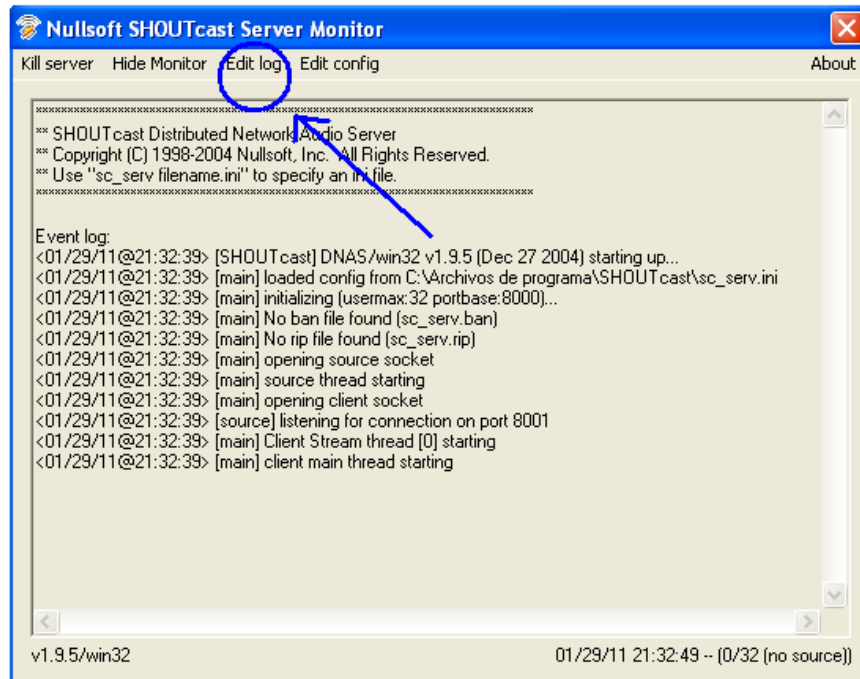 Nullsoft SHOUTcast Server Monitor
Kill server Hide Monitor Edit log Edit config About
*******************************************************************************
** SHOUTcast Distributed Network Audio Server
** Copyright (C) 1998-2004 Nullsoft, Inc. All Rights Reserved.
** Use "sc_serv filename.ini" to specify an ini file.
*******************************************************************************
Event log:
<01/29/11@21:32:39> [SHOUTcast] DNAS/win32 v1.9.5 (Dec 27 2004) starting up...
<01/29/11@21:32:39> [main] loaded config from C:\Archivos de programa\SHOUTcast\sc_serv.ini
<01/29/11@21:32:39> [main] initializing (usermax:32 portbase:8000)...
<01/29/11@21:32:39> [main] No ban file found (sc_serv.ban)
<01/29/11@21:32:39> [main] No rip file found (sc_serv.rip)
<01/29/11@21:32:39> [main] opening source socket
<01/29/11@21:32:39> [main] source thread starting
<01/29/11@21:32:39> [main] opening client socket
<01/29/11@21:32:39> [source] listening for connection on port 8001
<01/29/11@21:32:39> [main] Client Stream thread [0] starting
<01/29/11@21:32:39> [main] client main thread starting
v1.9.5/win32 01/29/11 21:32:49 -- (0/32 (no source))